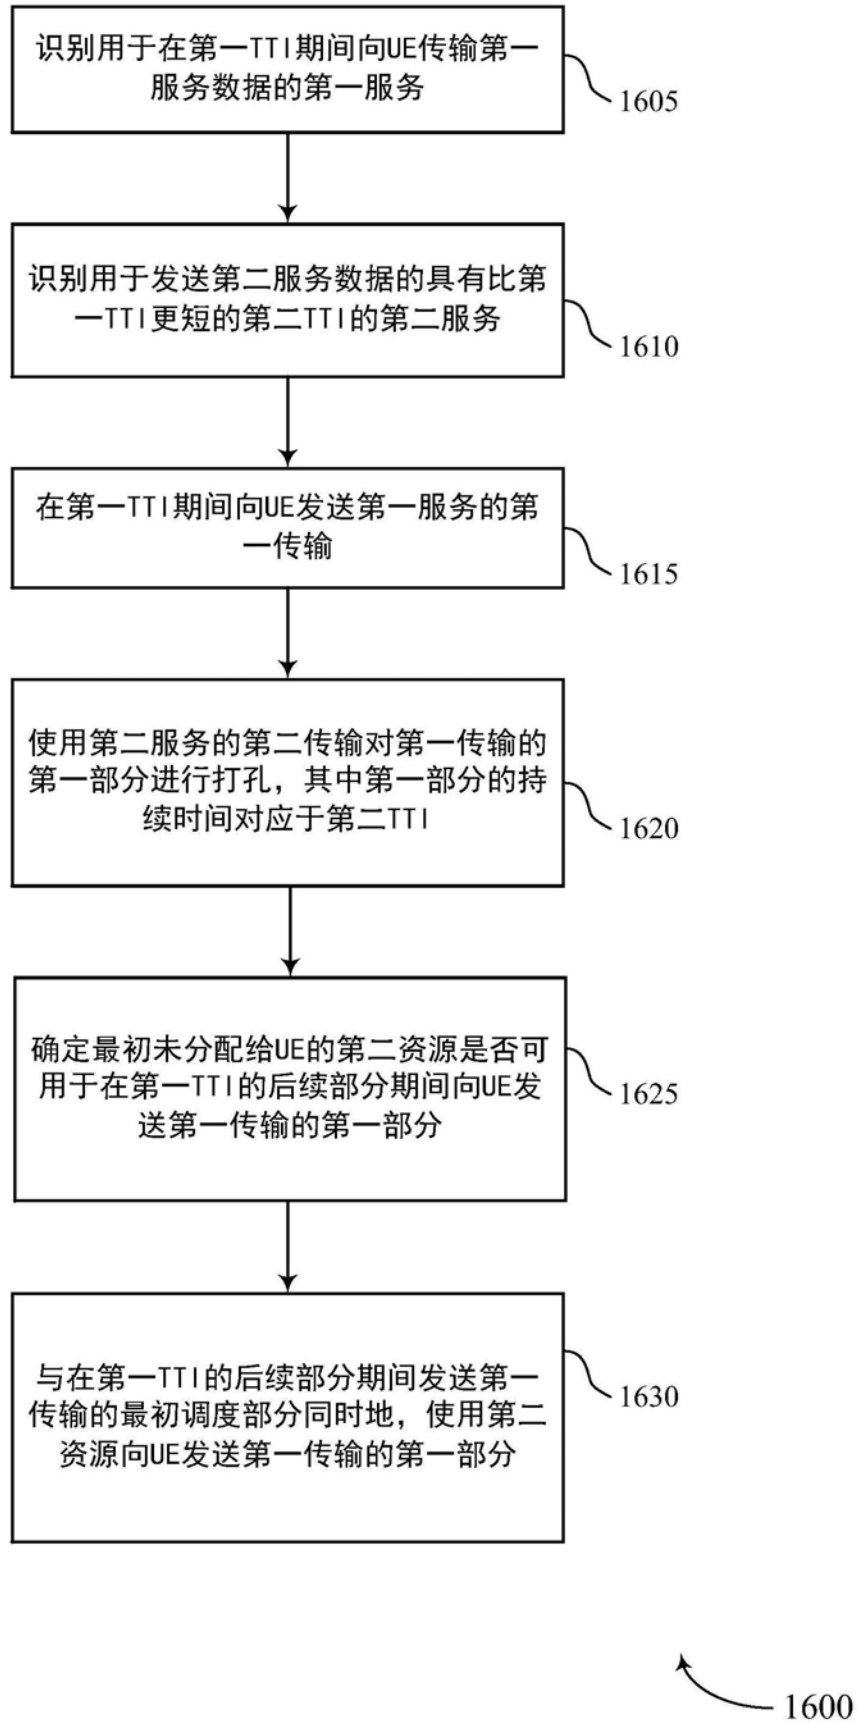 识别用于在第一TTI期间向UE传输第一
服务数据的第一服务
1605
识别用于发送第二服务数据的具有比第
一TTI更短的第二TTI的第二服务
1610
在第一TTI期间向UE发送第一服务的第
一传输
1615
使用第二服务的第二传输对第一传输的
第一部分进行打孔，其中第一部分的持
续时间对应于第二TTI
1620
确定最初未分配给UE的第二资源是否可
用于在第一TTI的后续部分期间向UE发
送第一传输的第一部分
1625
与在第一TTI的后续部分期间发送第一
传输的最初调度部分同时地，使用第二
资源向UE发送第一传输的第一部分
1630
1600